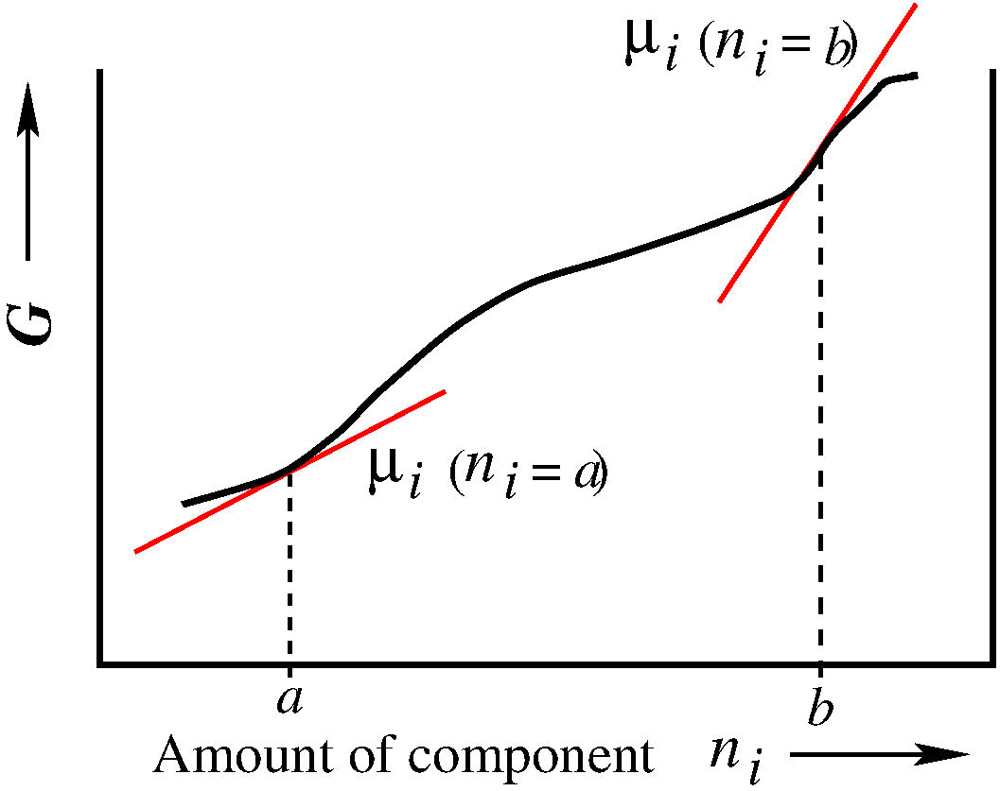 μi (ni = b)
G
μi (ni = a)
a
b
Amount of component ni